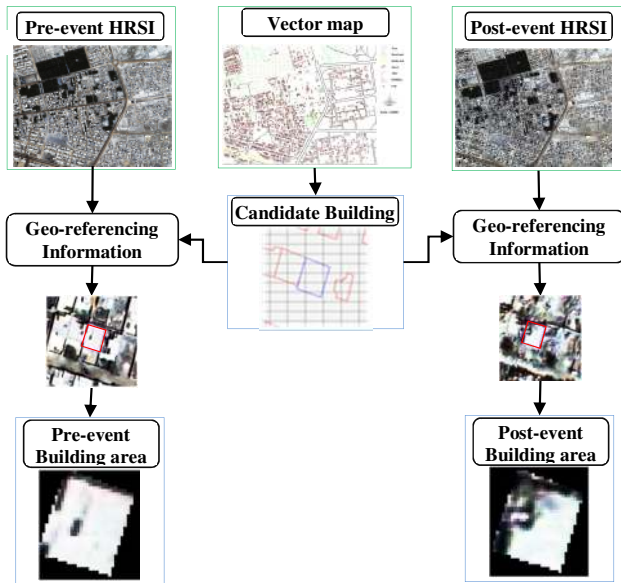 Pre-event HRSI
Vector map
Post-event HRSI
Geo-referencing
Information
Candidate Building
Geo-referencing
Information
Pre-event
Building area
Post-event
Building area